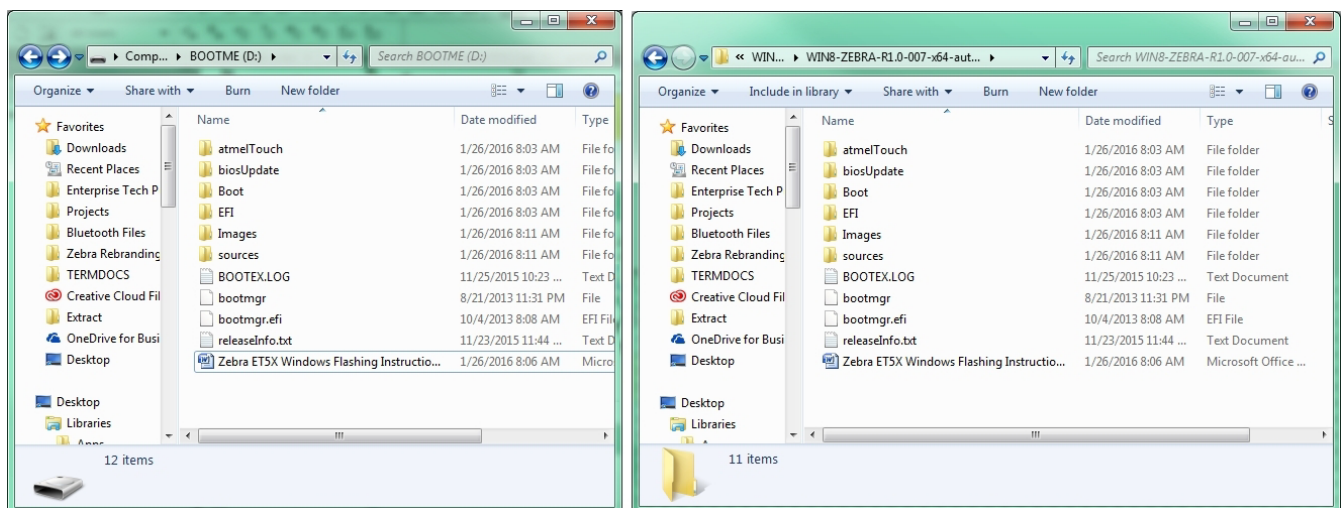 Comp... BOOTME (D:) Search BOOTME (D:)
Organize Share with Burn New folder
Favorites
Downloads
Recent Places
Enterprise Tech P
Projects
Bluetooth Files
Zebra Rebranding
TERMDOCS
Creative Cloud Fil
Extract
OneDrive for Busi
Desktop
Desktop
Libraries
Apps
Name Date modified Type
atmelTouch 1/26/2016 8:03 AM File fo
biosUpdate 1/26/2016 8:03 AM File fo
Boot 1/26/2016 8:03 AM File fo
EFI 1/26/2016 8:03 AM File fo
Images 1/26/2016 8:11 AM File fo
sources 1/26/2016 8:11 AM File fo
BOOTEX.LOG 11/25/2015 10:23 ... Text D
bootmgr 8/21/2013 11:31 PM File
bootmgr.efi 10/4/2013 8:08 AM EFI File
releaseInfo.txt 11/23/2015 11:44 ... Text D
Zebra ET5X Windows Flashing Instructio... 1/26/2016 8:06 AM Micro
12 items
« WIN... WIN8-ZEBRA-R1.0-007-x64-aut... Search WIN8-ZEBRA-R1.0-007-x64-au...
Organize Include in library Share with Burn New folder
Favorites
Downloads
Recent Places
Enterprise Tech P
Projects
Bluetooth Files
Zebra Rebranding
TERMDOCS
Creative Cloud Fil
Extract
OneDrive for Busi
Desktop
Desktop
Libraries
Name Date modified Type S
atmelTouch 1/26/2016 8:03 AM File folder
biosUpdate 1/26/2016 8:03 AM File folder
Boot 1/26/2016 8:03 AM File folder
EFI 1/26/2016 8:03 AM File folder
Images 1/26/2016 8:11 AM File folder
sources 1/26/2016 8:11 AM File folder
BOOTEX.LOG 11/25/2015 10:23 ... Text Document
bootmgr 8/21/2013 11:31 PM File
bootmgr.efi 10/4/2013 8:08 AM EFI File
releaseInfo.txt 11/23/2015 11:44 ... Text Document
Zebra ET5X Windows Flashing Instructio... 1/26/2016 8:06 AM Microsoft Office ...
11 items